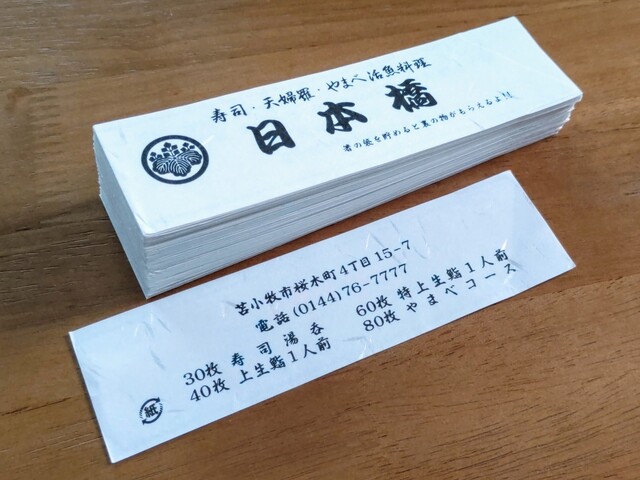 寿司・天婦羅・やまべ活魚料理
日本橋
箸の紙を貯めると裏の物がもらえるよ!!
苫小牧市桜木町4丁目15-7
電話(0144)76-7777
30枚 寿司湯呑 60枚 特上生鮨1人前
40枚 上生鮨1人前 80枚 やまべコース
紙